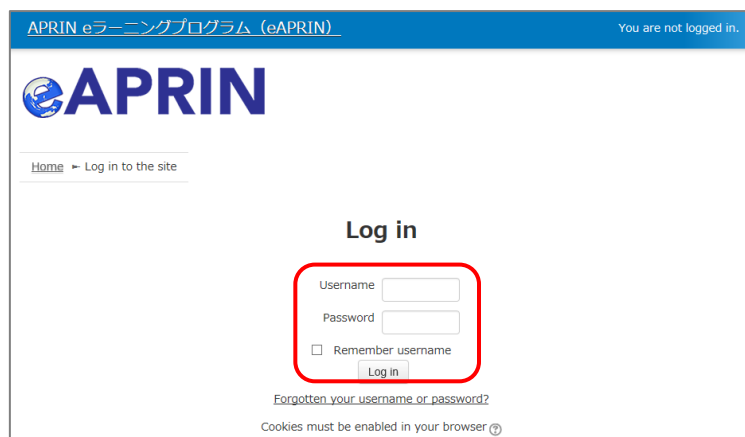 APRIN eラーニングプログラム（eAPRIN）
You are not logged in.
eAPRIN
Home ► Log in to the site
Log in
Username
Password
Remember username
Log in
Forgotten your username or password?
Cookies must be enabled in your browser ?